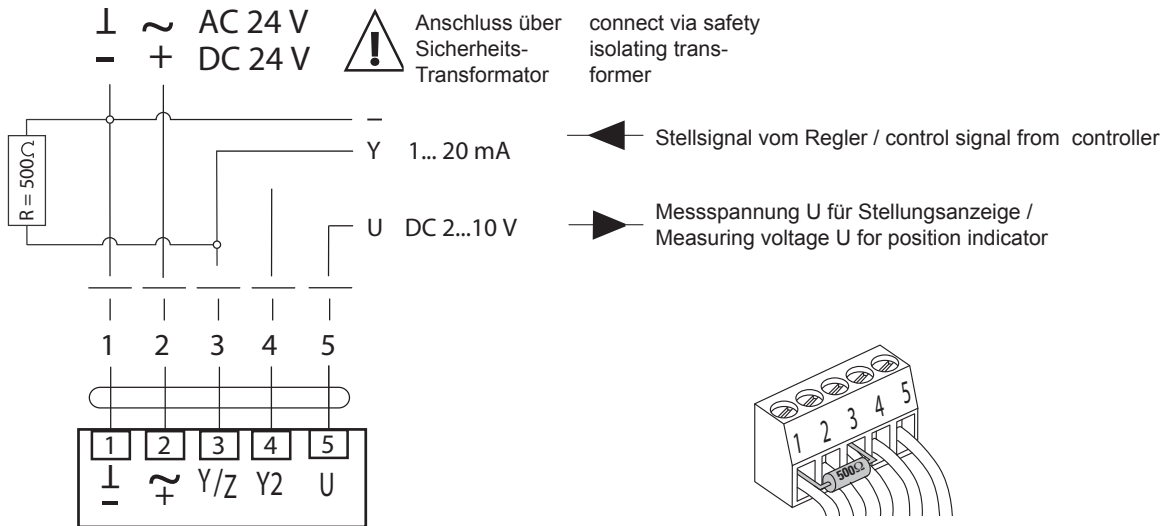 ⊥ ~ AC 24 V
− + DC 24 V
Anschluss über
Sicherheits-
Transformator
connect via safety
isolating trans-
former
R = 500Ω
−
Y 1... 20 mA
Stellsignal vom Regler / control signal from controller
U DC 2...10 V
Messspannung U für Stellungsanzeige /
Measuring voltage U for position indicator
1 2 3 4 5
1 2 3 4 5
⊥ ~ Y/Z Y2 U
− +
1 2 3 4 5
500Ω